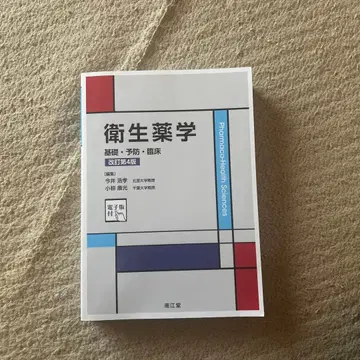 衛生薬学
基礎・予防・臨床
改訂第4版
[編集]
今井 浩孝 北里大学教授
小椋 康光 千葉大学教授
電子版
付
Pharmaco-Health Sciences
南江堂